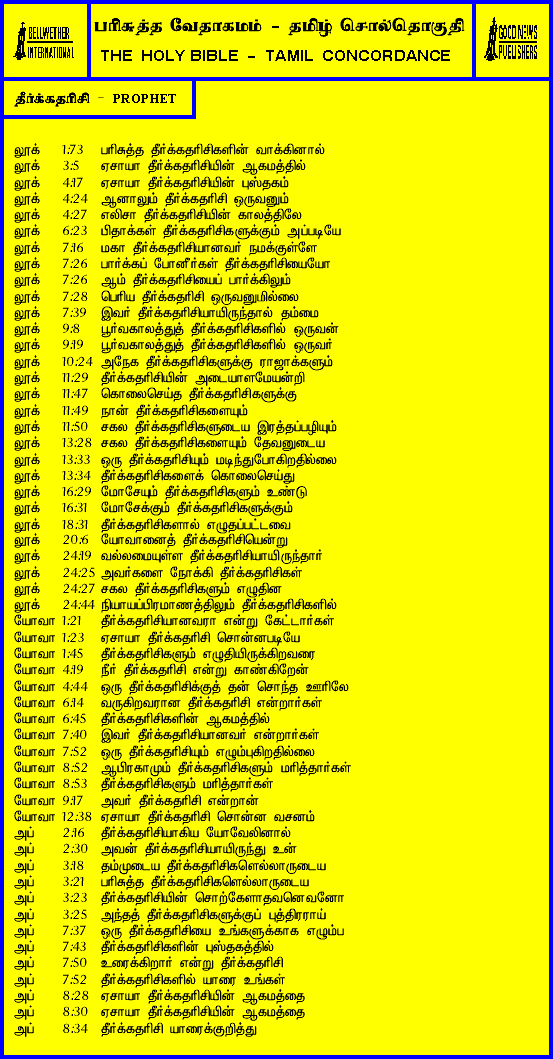 BELLWETHER
INTERNATIONAL
பரிசுத்த வேதாகமம் - தமிழ் சொல்தொகுதி
THE HOLY BIBLE - TAMIL CONCORDANCE
GOOD NEWS
PUBLISHERS
தீர்க்கதரிசி - PROPHET
லூக் 1:73 பரிசுத்த தீர்க்கதரிசிகளின் வாக்கினால்
லூக் 3:5 ஏசாயா தீர்க்கதரிசியின் ஆகமத்தில்
லூக் 4:17 ஏசாயா தீர்க்கதரிசியின் புஸ்தகம்
லூக் 4:24 ஆனாலும் தீர்க்கதரிசி ஒருவனும்
லூக் 4:27 எலிசா தீர்க்கதரிசியின் காலத்திலே
லூக் 6:23 பிதாக்கள் தீர்க்கதரிசிகளுக்கும் அப்படியே
லூக் 7:16 மகா தீர்க்கதரிசியானவர் நமக்குள்ளே
லூக் 7:26 பார்க்கப் போனீர்கள் தீர்க்கதரிசியையோ
லூக் 7:26 ஆம் தீர்க்கதரிசியைப் பார்க்கிலும்
லூக் 7:28 பெரிய தீர்க்கதரிசி ஒருவனுமில்லை
லூக் 7:39 இவர் தீர்க்கதரிசியாயிருந்தால் தம்மை
லூக் 9:8 பூர்வகாலத்துத் தீர்க்கதரிசிகளில் ஒருவன்
லூக் 9:19 பூர்வகாலத்துத் தீர்க்கதரிசிகளில் ஒருவர்
லூக் 10:24 அநேக தீர்க்கதரிசிகளுக்கு ராஜாக்களும்
லூக் 11:29 தீர்க்கதரிசியின் அடையாளமேயன்றி
லூக் 11:47 கொலைசெய்த தீர்க்கதரிசிகளுக்கு
லூக் 11:49 நான் தீர்க்கதரிசிகளையும்
லூக் 11:50 சகல தீர்க்கதரிசிகளுடைய இரத்தப்பழியும்
லூக் 13:28 சகல தீர்க்கதரிசிகளையும் தேவனுடைய
லூக் 13:33 ஒரு தீர்க்கதரிசியும் மடிந்துபோகிறதில்லை
லூக் 13:34 தீர்க்கதரிசிகளைக் கொலைசெய்து
லூக் 16:29 மோசேயும் தீர்க்கதரிசிகளும் உண்டு
லூக் 16:31 மோசேக்கும் தீர்க்கதரிசிகளுக்கும்
லூக் 18:31 தீர்க்கதரிசிகளால் எழுதப்பட்டவை
லூக் 20:6 யோவானைத் தீர்க்கதரிசியென்று
லூக் 24:19 வல்லமையுள்ள தீர்க்கதரிசியாயிருந்தார்
லூக் 24:25 அவர்களை நோக்கி தீர்க்கதரிசிகள்
லூக் 24:27 சகல தீர்க்கதரிசிகளும் எழுதின
லூக் 24:44 நியாயப்பிரமாணத்திலும் தீர்க்கதரிசிகளில்
யோவா 1:21 தீர்க்கதரிசியானவரா என்று கேட்டார்கள்
யோவா 1:23 ஏசாயா தீர்க்கதரிசி சொன்னபடியே
யோவா 1:45 தீர்க்கதரிசிகளும் எழுதியிருக்கிறவரை
யோவா 4:19 நீர் தீர்க்கதரிசி என்று காண்கிறேன்
யோவா 4:44 ஒரு தீர்க்கதரிசிக்குத் தன் சொந்த ஊரிலே
யோவா 6:14 வருகிறவரான தீர்க்கதரிசி என்றார்கள்
யோவா 6:45 தீர்க்கதரிசிகளின் ஆகமத்தில்
யோவா 7:40 இவர் தீர்க்கதரிசியானவர் என்றார்கள்
யோவா 7:52 ஒரு தீர்க்கதரிசியும் எழும்புகிறதில்லை
யோவா 8:52 ஆபிரகாமும் தீர்க்கதரிசிகளும் மரித்தார்கள்
யோவா 8:53 தீர்க்கதரிசிகளும் மரித்தார்கள்
யோவா 9:17 அவர் தீர்க்கதரிசி என்றான்
யோவா 12:38 ஏசாயா தீர்க்கதரிசி சொன்ன வசனம்
அப் 2:16 தீர்க்கதரிசியாகிய யோவேலினால்
அப் 2:30 அவன் தீர்க்கதரிசியாயிருந்து உன்
அப் 3:18 தம்முடைய தீர்க்கதரிசிகளெல்லாருடைய
அப் 3:21 பரிசுத்த தீர்க்கதரிசிகளெல்லாருடைய
அப் 3:23 தீர்க்கதரிசியின் சொற்கேளாதவனெவனோ
அப் 3:25 அந்தத் தீர்க்கதரிசிகளுக்குப் புத்திரராய்
அப் 7:37 ஒரு தீர்க்கதரிசியை உங்களுக்காக எழும்ப
அப் 7:43 தீர்க்கதரிசிகளின் புஸ்தகத்தில்
அப் 7:50 உரைக்கிறார் என்று தீர்க்கதரிசி
அப் 7:52 தீர்க்கதரிசிகளில் யாரை உங்கள்
அப் 8:28 ஏசாயா தீர்க்கதரிசியின் ஆகமத்தை
அப் 8:30 ஏசாயா தீர்க்கதரிசியின் ஆகமத்தை
அப் 8:34 தீர்க்கதரிசி யாரைக்குறித்து